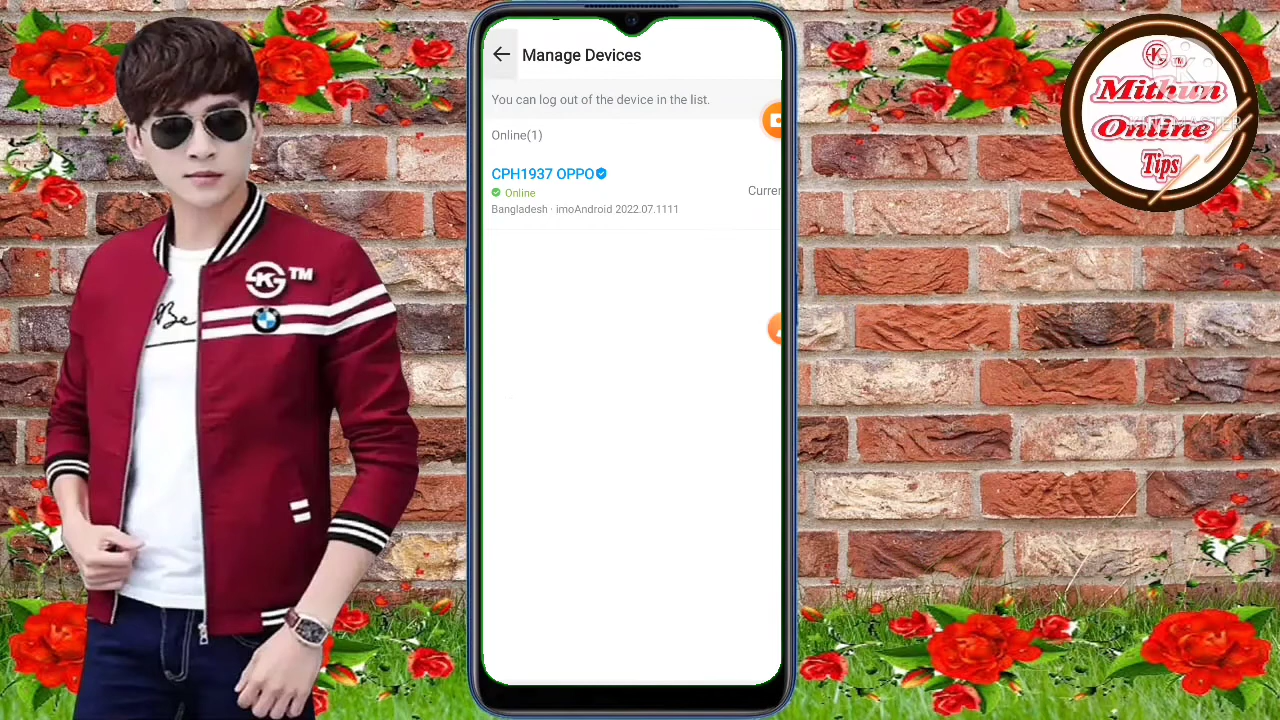 Manage Devices
You can log out of the device in the list.
Online(1)
CPH1937 OPPO
Online
Curren
Bangladesh · imoAndroid 2022.07.1111
Be
KG TM
TM
Mithun
Online
Tips